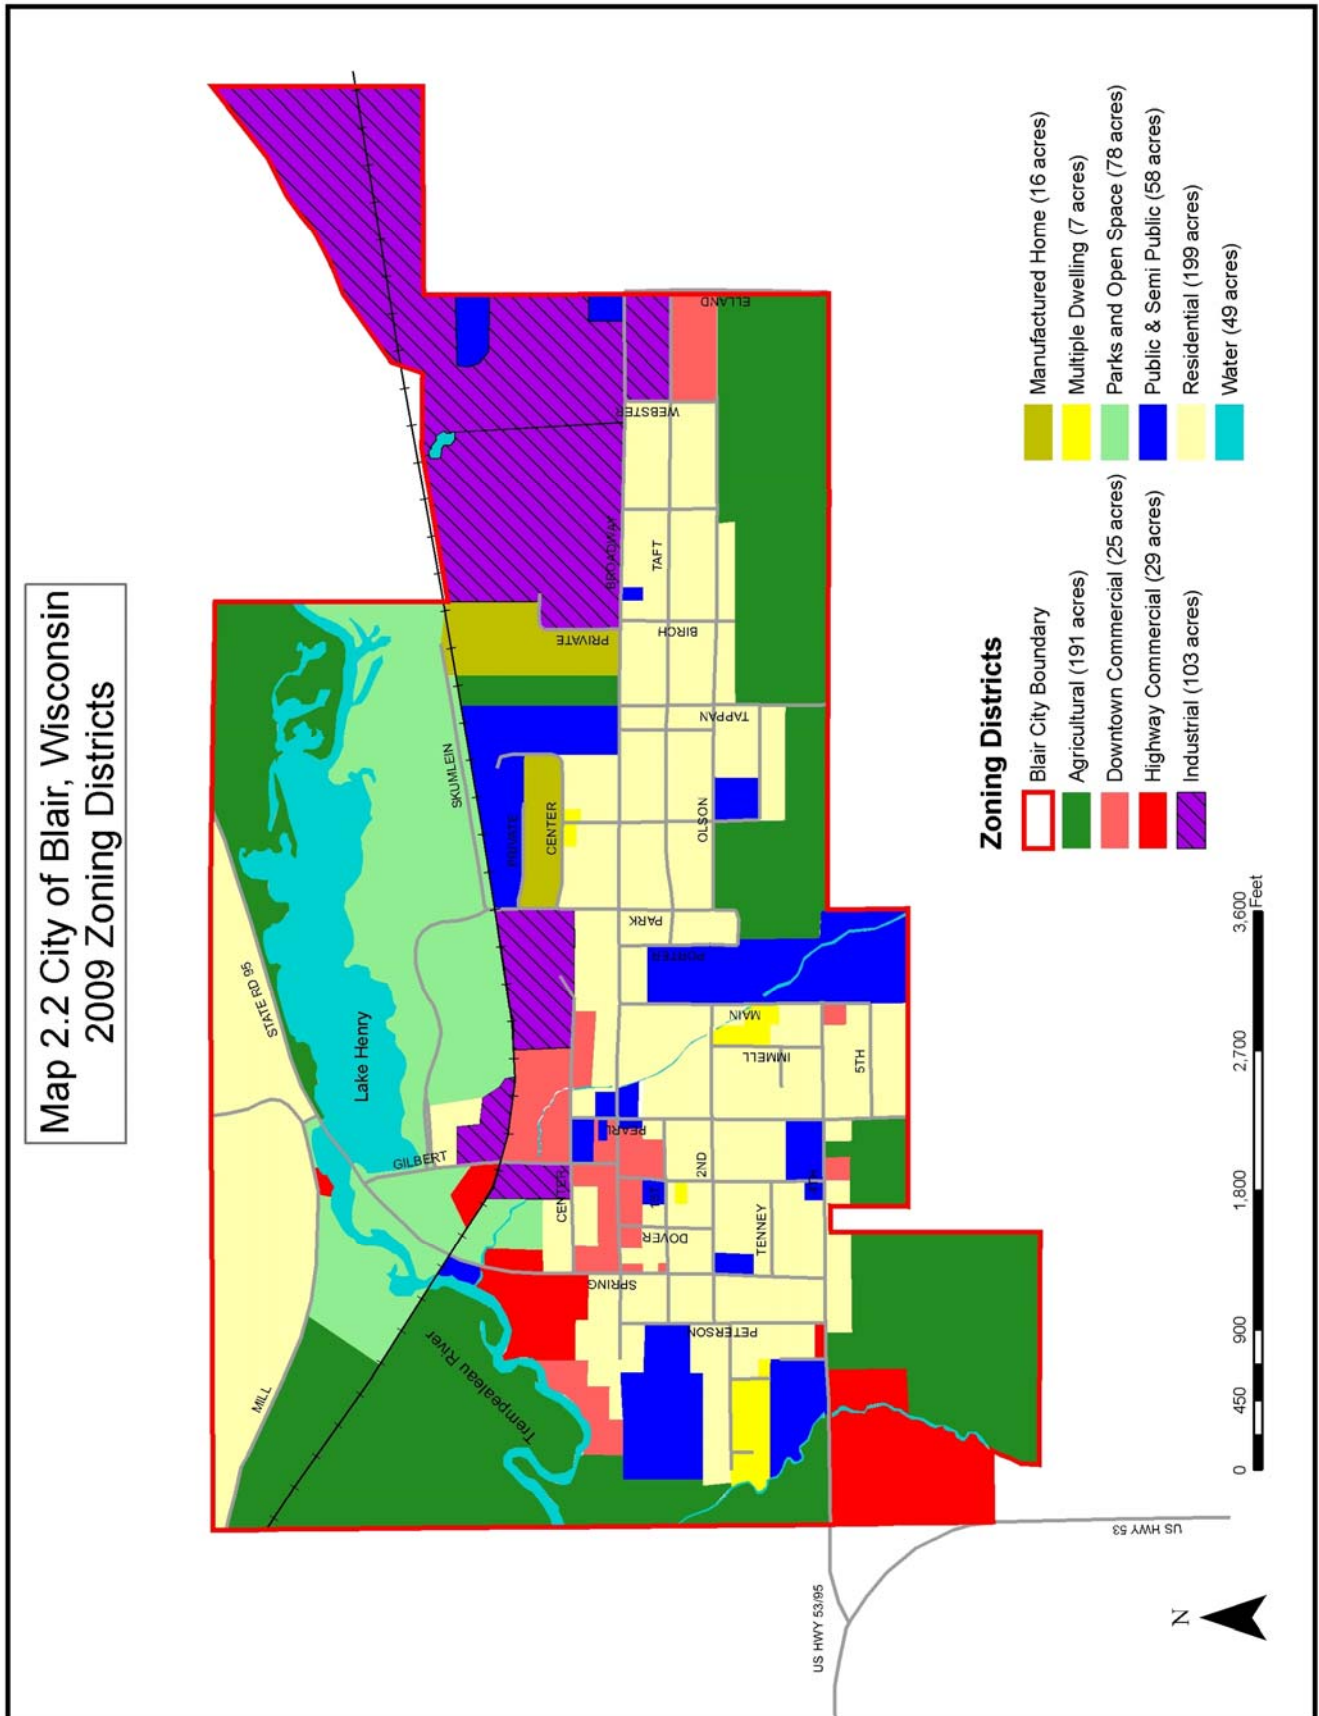 Map 2.2 City of Blair, Wisconsin
2009 Zoning Districts
STATE RD 95
MILL
Lake Henry
GILBERT
SKUMLEIN
Trempealeau River
CENTER
PRIVATE
CENTER
PRIVATE
BROADWAY
WEBSTER
ELLAND
TAFT
BIRCH
TAPPAN
OLSON
PARK
PORTER
MAIN
IMMELL
5TH
PEARL
2ND
1ST
DOVER
TENNEY
SPRING
PETERSON
US HWY 53/95
US HWY 53
N
0 450 900 1,800 2,700 3,600
Feet
Zoning Districts
Blair City Boundary
Agricultural (191 acres)
Downtown Commercial (25 acres)
Highway Commercial (29 acres)
Industrial (103 acres)
Manufactured Home (16 acres)
Multiple Dwelling (7 acres)
Parks and Open Space (78 acres)
Public & Semi Public (58 acres)
Residential (199 acres)
Water (49 acres)